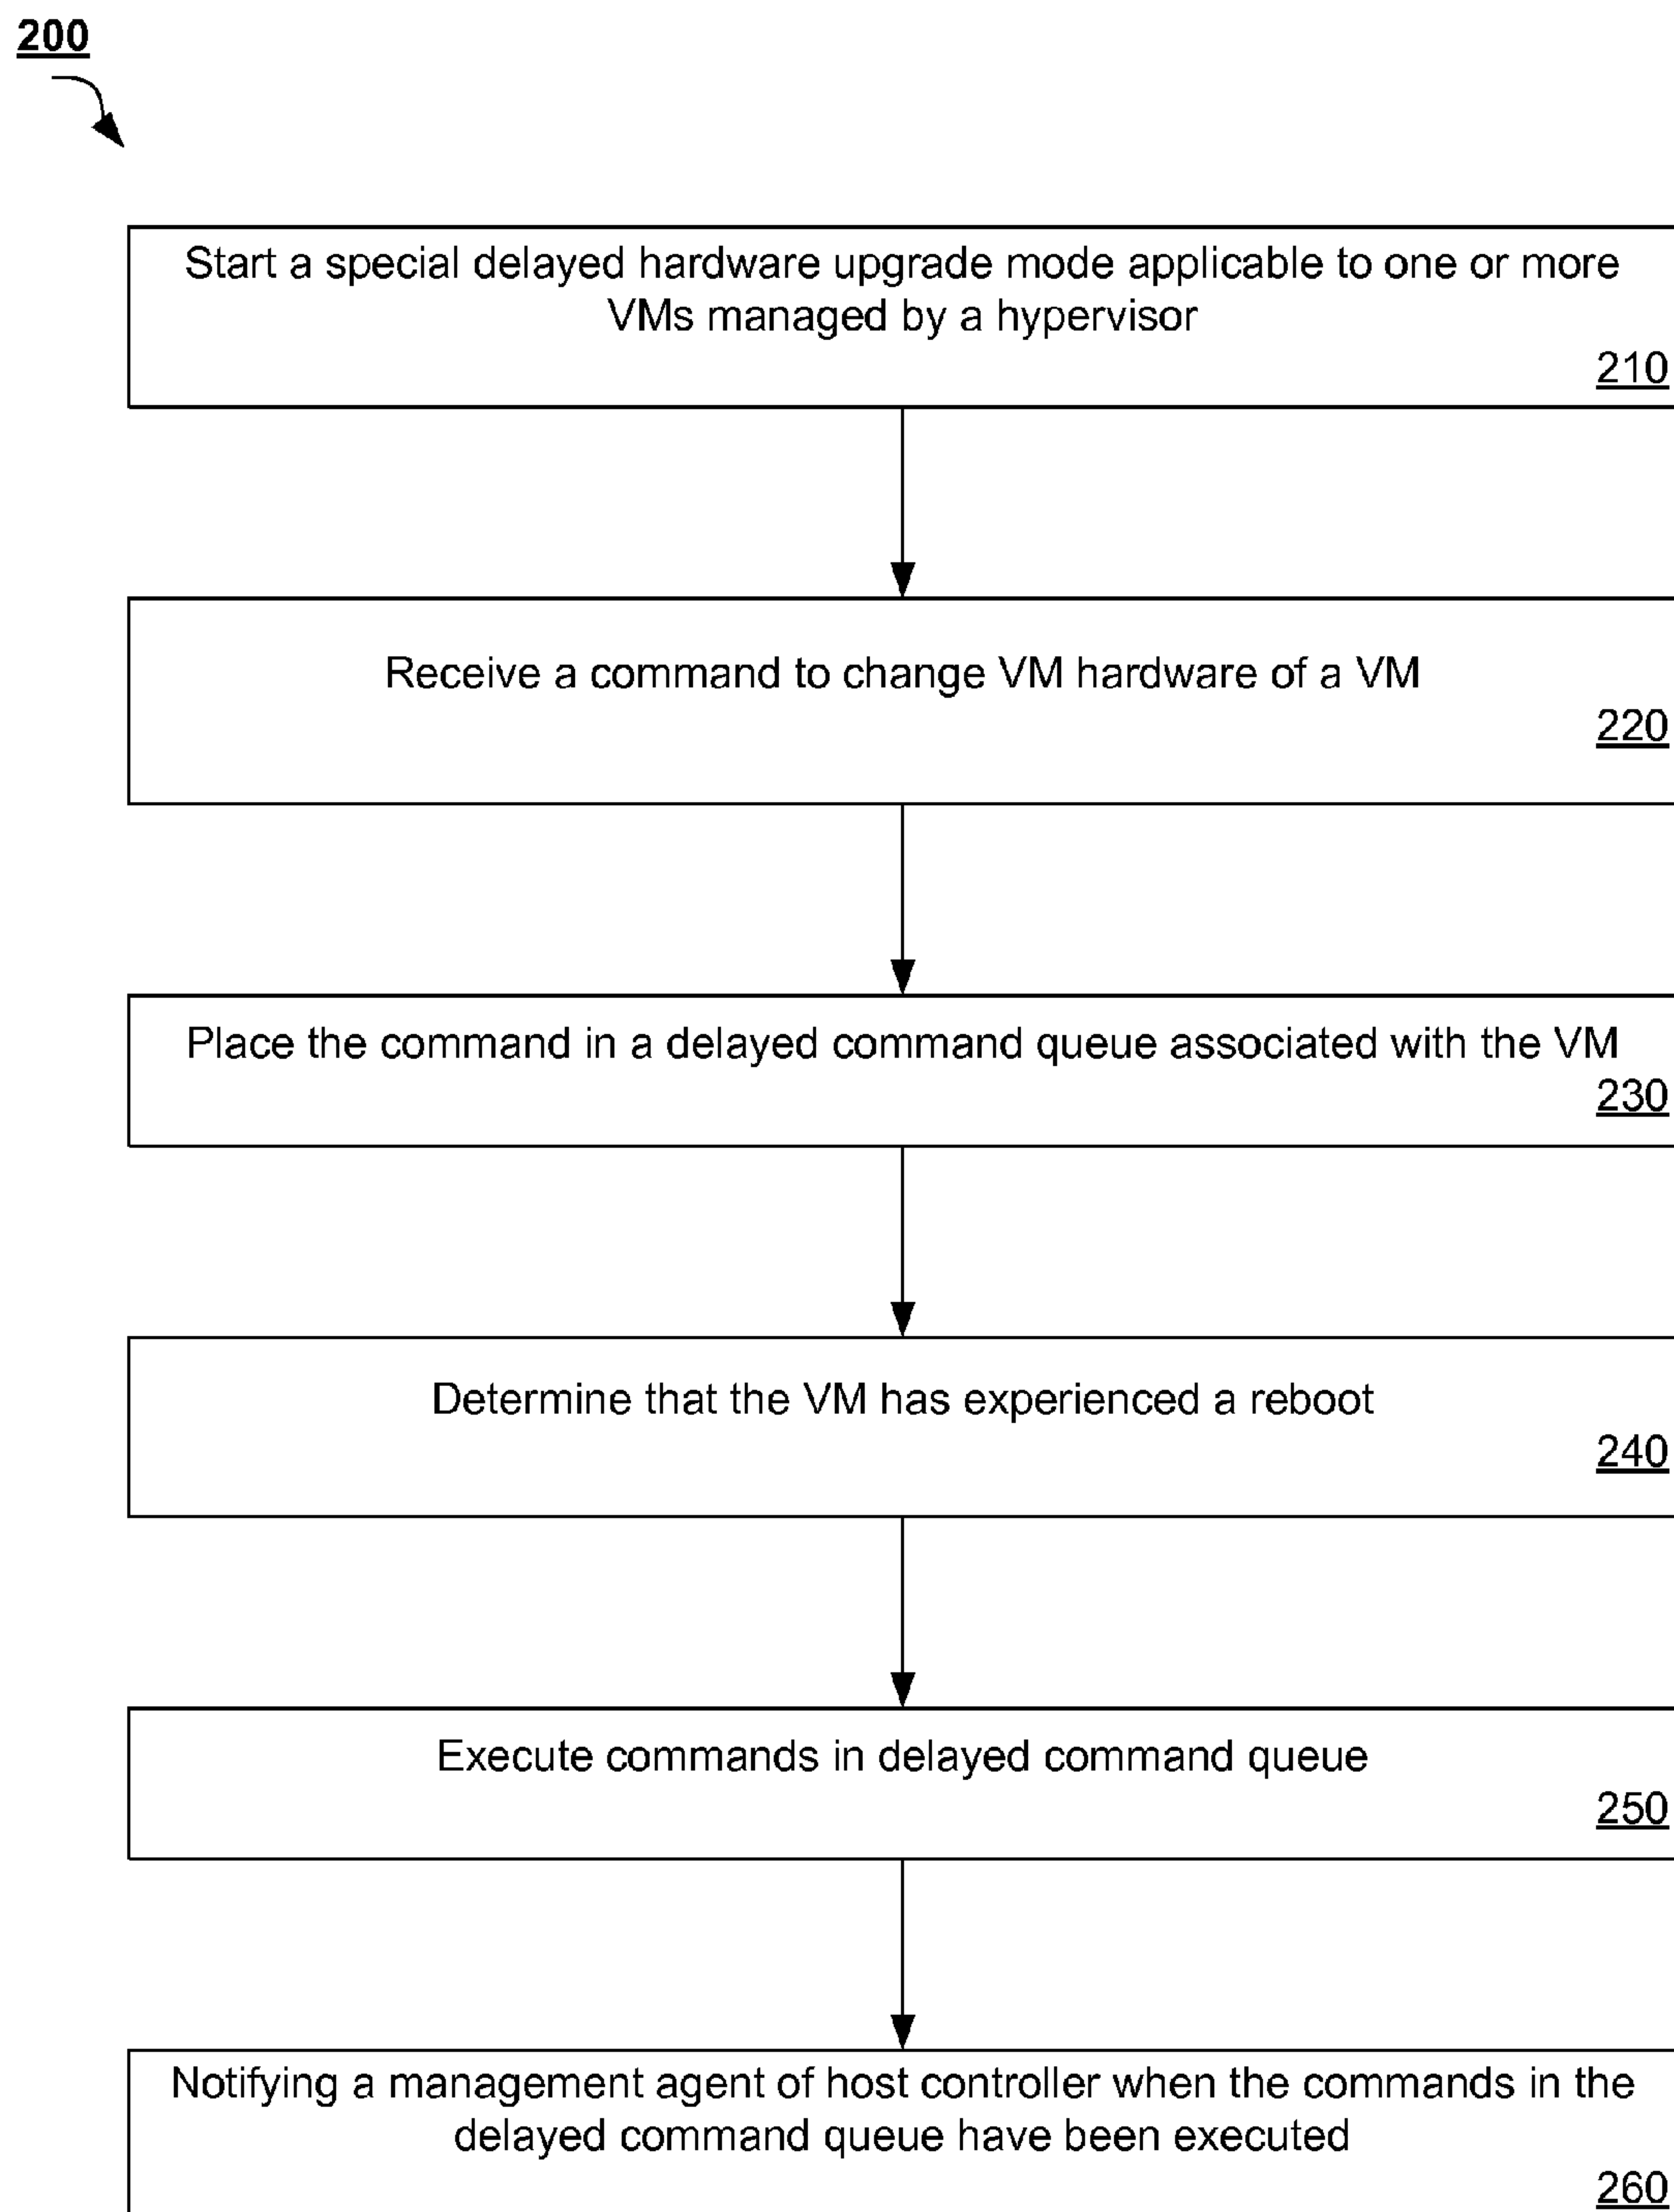 200
Start a special delayed hardware upgrade mode applicable to one or more
VMs managed by a hypervisor
210
Receive a command to change VM hardware of a VM
220
Place the command in a delayed command queue associated with the VM
230
Determine that the VM has experienced a reboot
240
Execute commands in delayed command queue
250
Notifying a management agent of host controller when the commands in the
delayed command queue have been executed
260